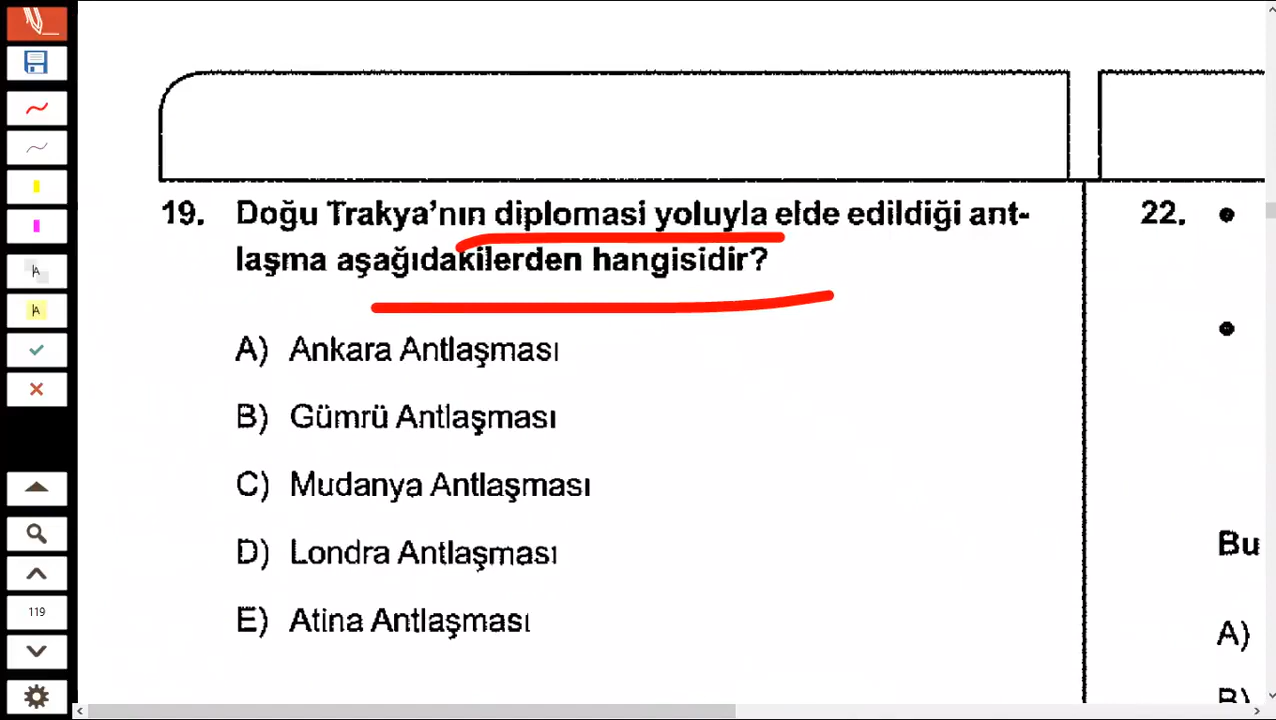 19. Doğu Trakya'nın diplomasi yoluyla elde edildiği ant-
laşma aşağıdakilerden hangisidir?
A) Ankara Antlaşması
B) Gümrü Antlaşması
C) Mudanya Antlaşması
D) Londra Antlaşması
E) Atina Antlaşması
22. •
•
Bu
A)
B)
A
A
119